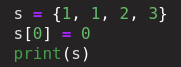 s = {1, 1, 2, 3}
s[0] = 0
print(s)